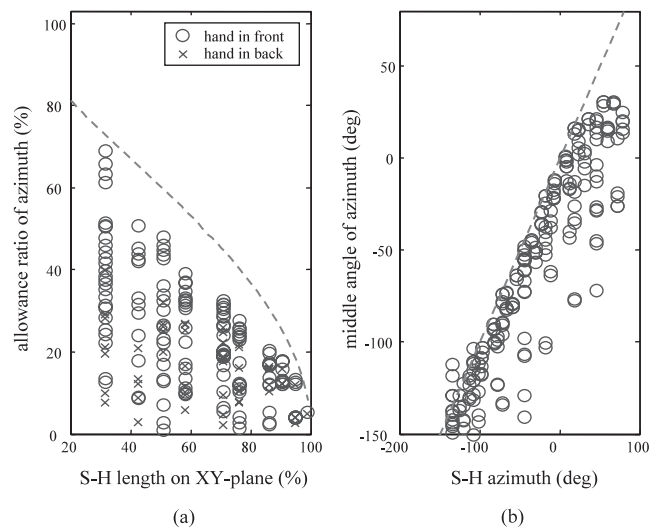 100
80
60
40
20
0
20 40 60 80 100
allowance ratio of azimuth (%)
S-H length on XY-plane (%)
hand in front
hand in back
(a)
50
0
-50
-100
-150
-200 -100 0 100
middle angle of azimuth (deg)
S-H azimuth (deg)
(b)